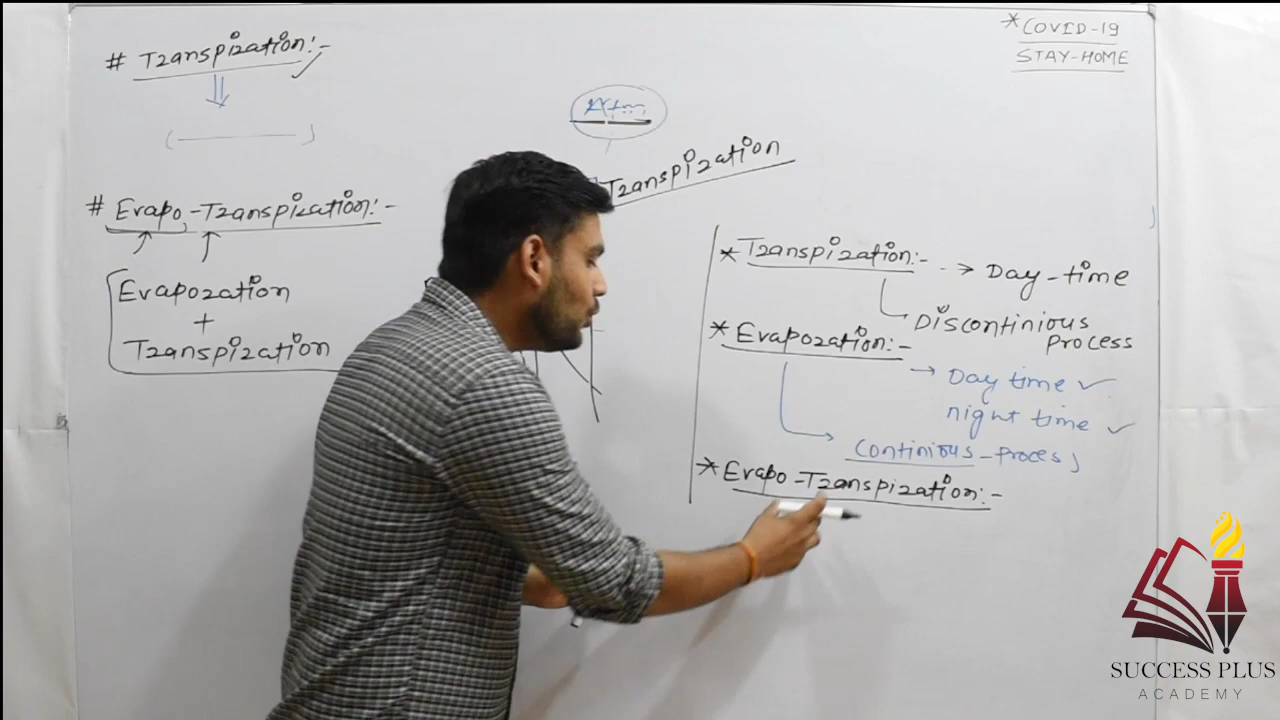 # Transpiration:-
# Evapo-Transpiration:-
Evaporation
+
Transpiration
Atm
Transpiration
* COVID-19
STAY-HOME
* Transpiration:- → Day-time
Discontinious
Process
* Evaporation:-
→ Day time ✓
night time ✓
Continious-process
* Evapo-Transpiration:-
SUCCESS PLUS
ACADEMY